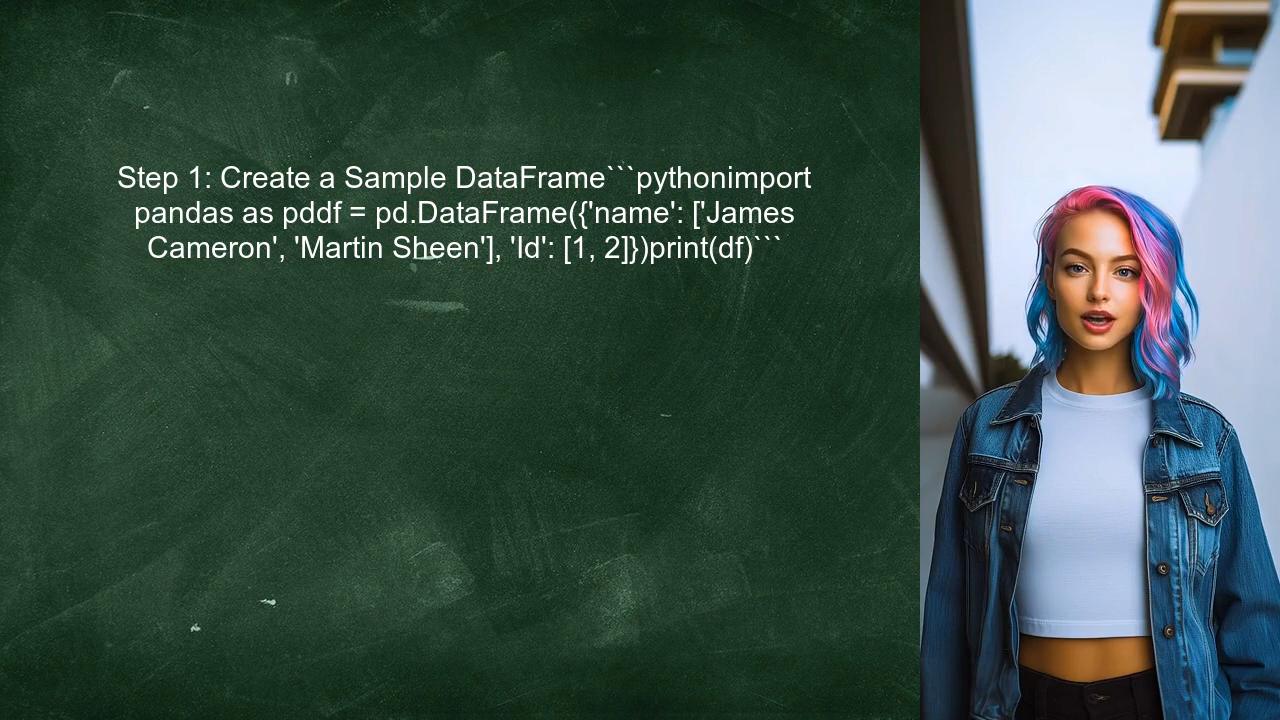 Step 1: Create a Sample DataFrame```pythonimport
pandas as pddf = pd.DataFrame({'name': ['James
Cameron', 'Martin Sheen'], 'Id': [1, 2]})print(df)```